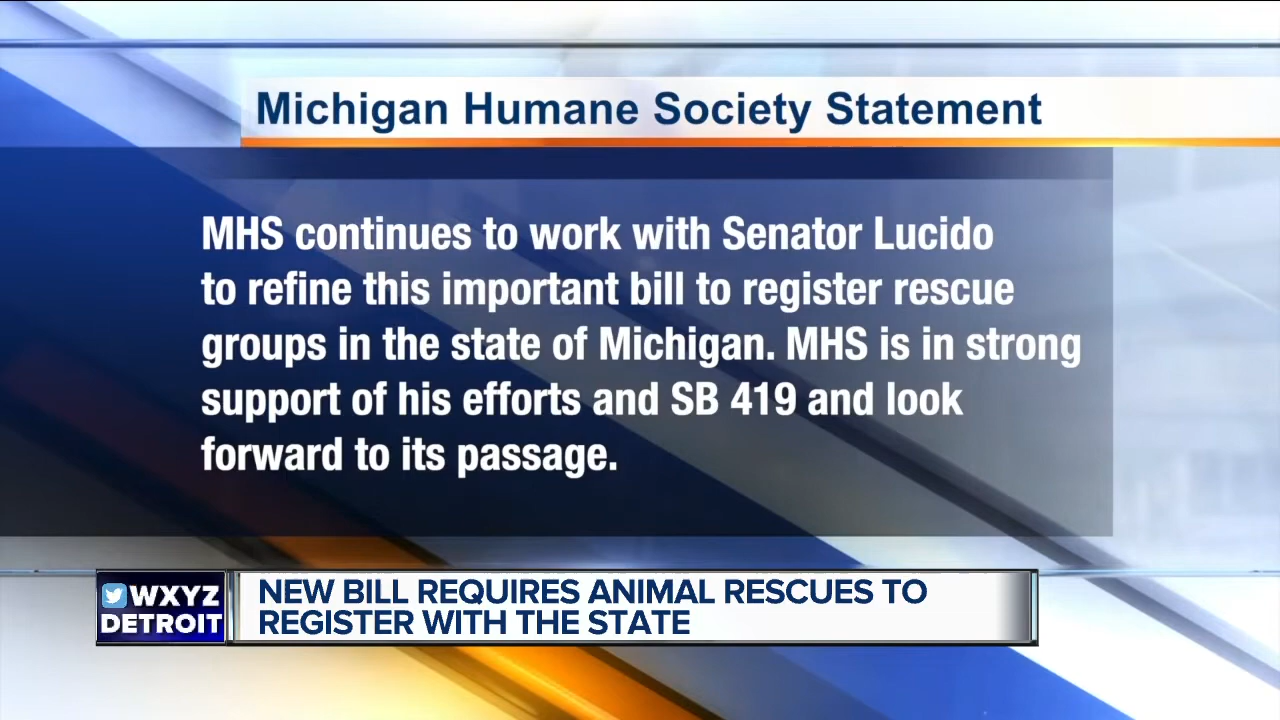 Michigan Humane Society Statement
MHS continues to work with Senator Lucido
to refine this important bill to register rescue
groups in the state of Michigan. MHS is in strong
support of his efforts and SB 419 and look
forward to its passage.
WXYZ
DETROIT
NEW BILL REQUIRES ANIMAL RESCUES TO
REGISTER WITH THE STATE